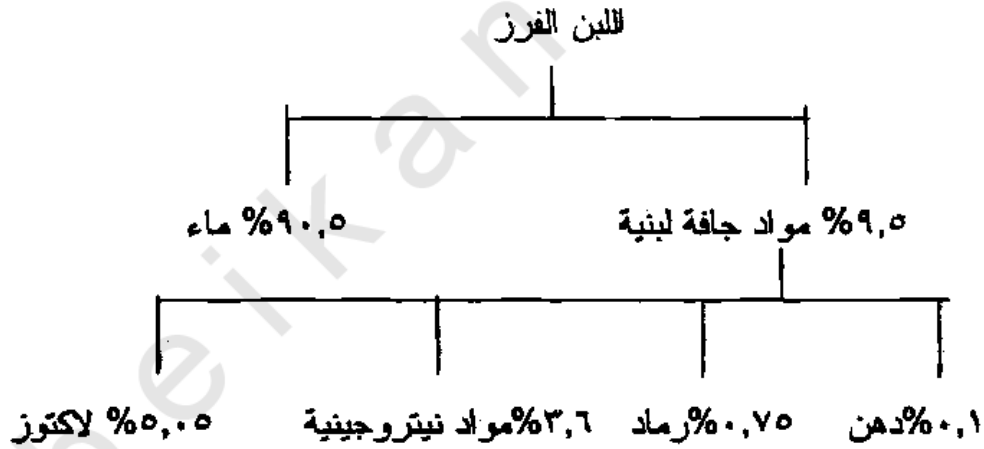 اللبن الفرز
٩,٥% مواد جافة لبنية ٩٠,٥% ماء
٠,١% دهن ٠,٧٥% رماد ٣,٦% مواد نيتروجينية ٥,٠٥% لاكتوز
eikan